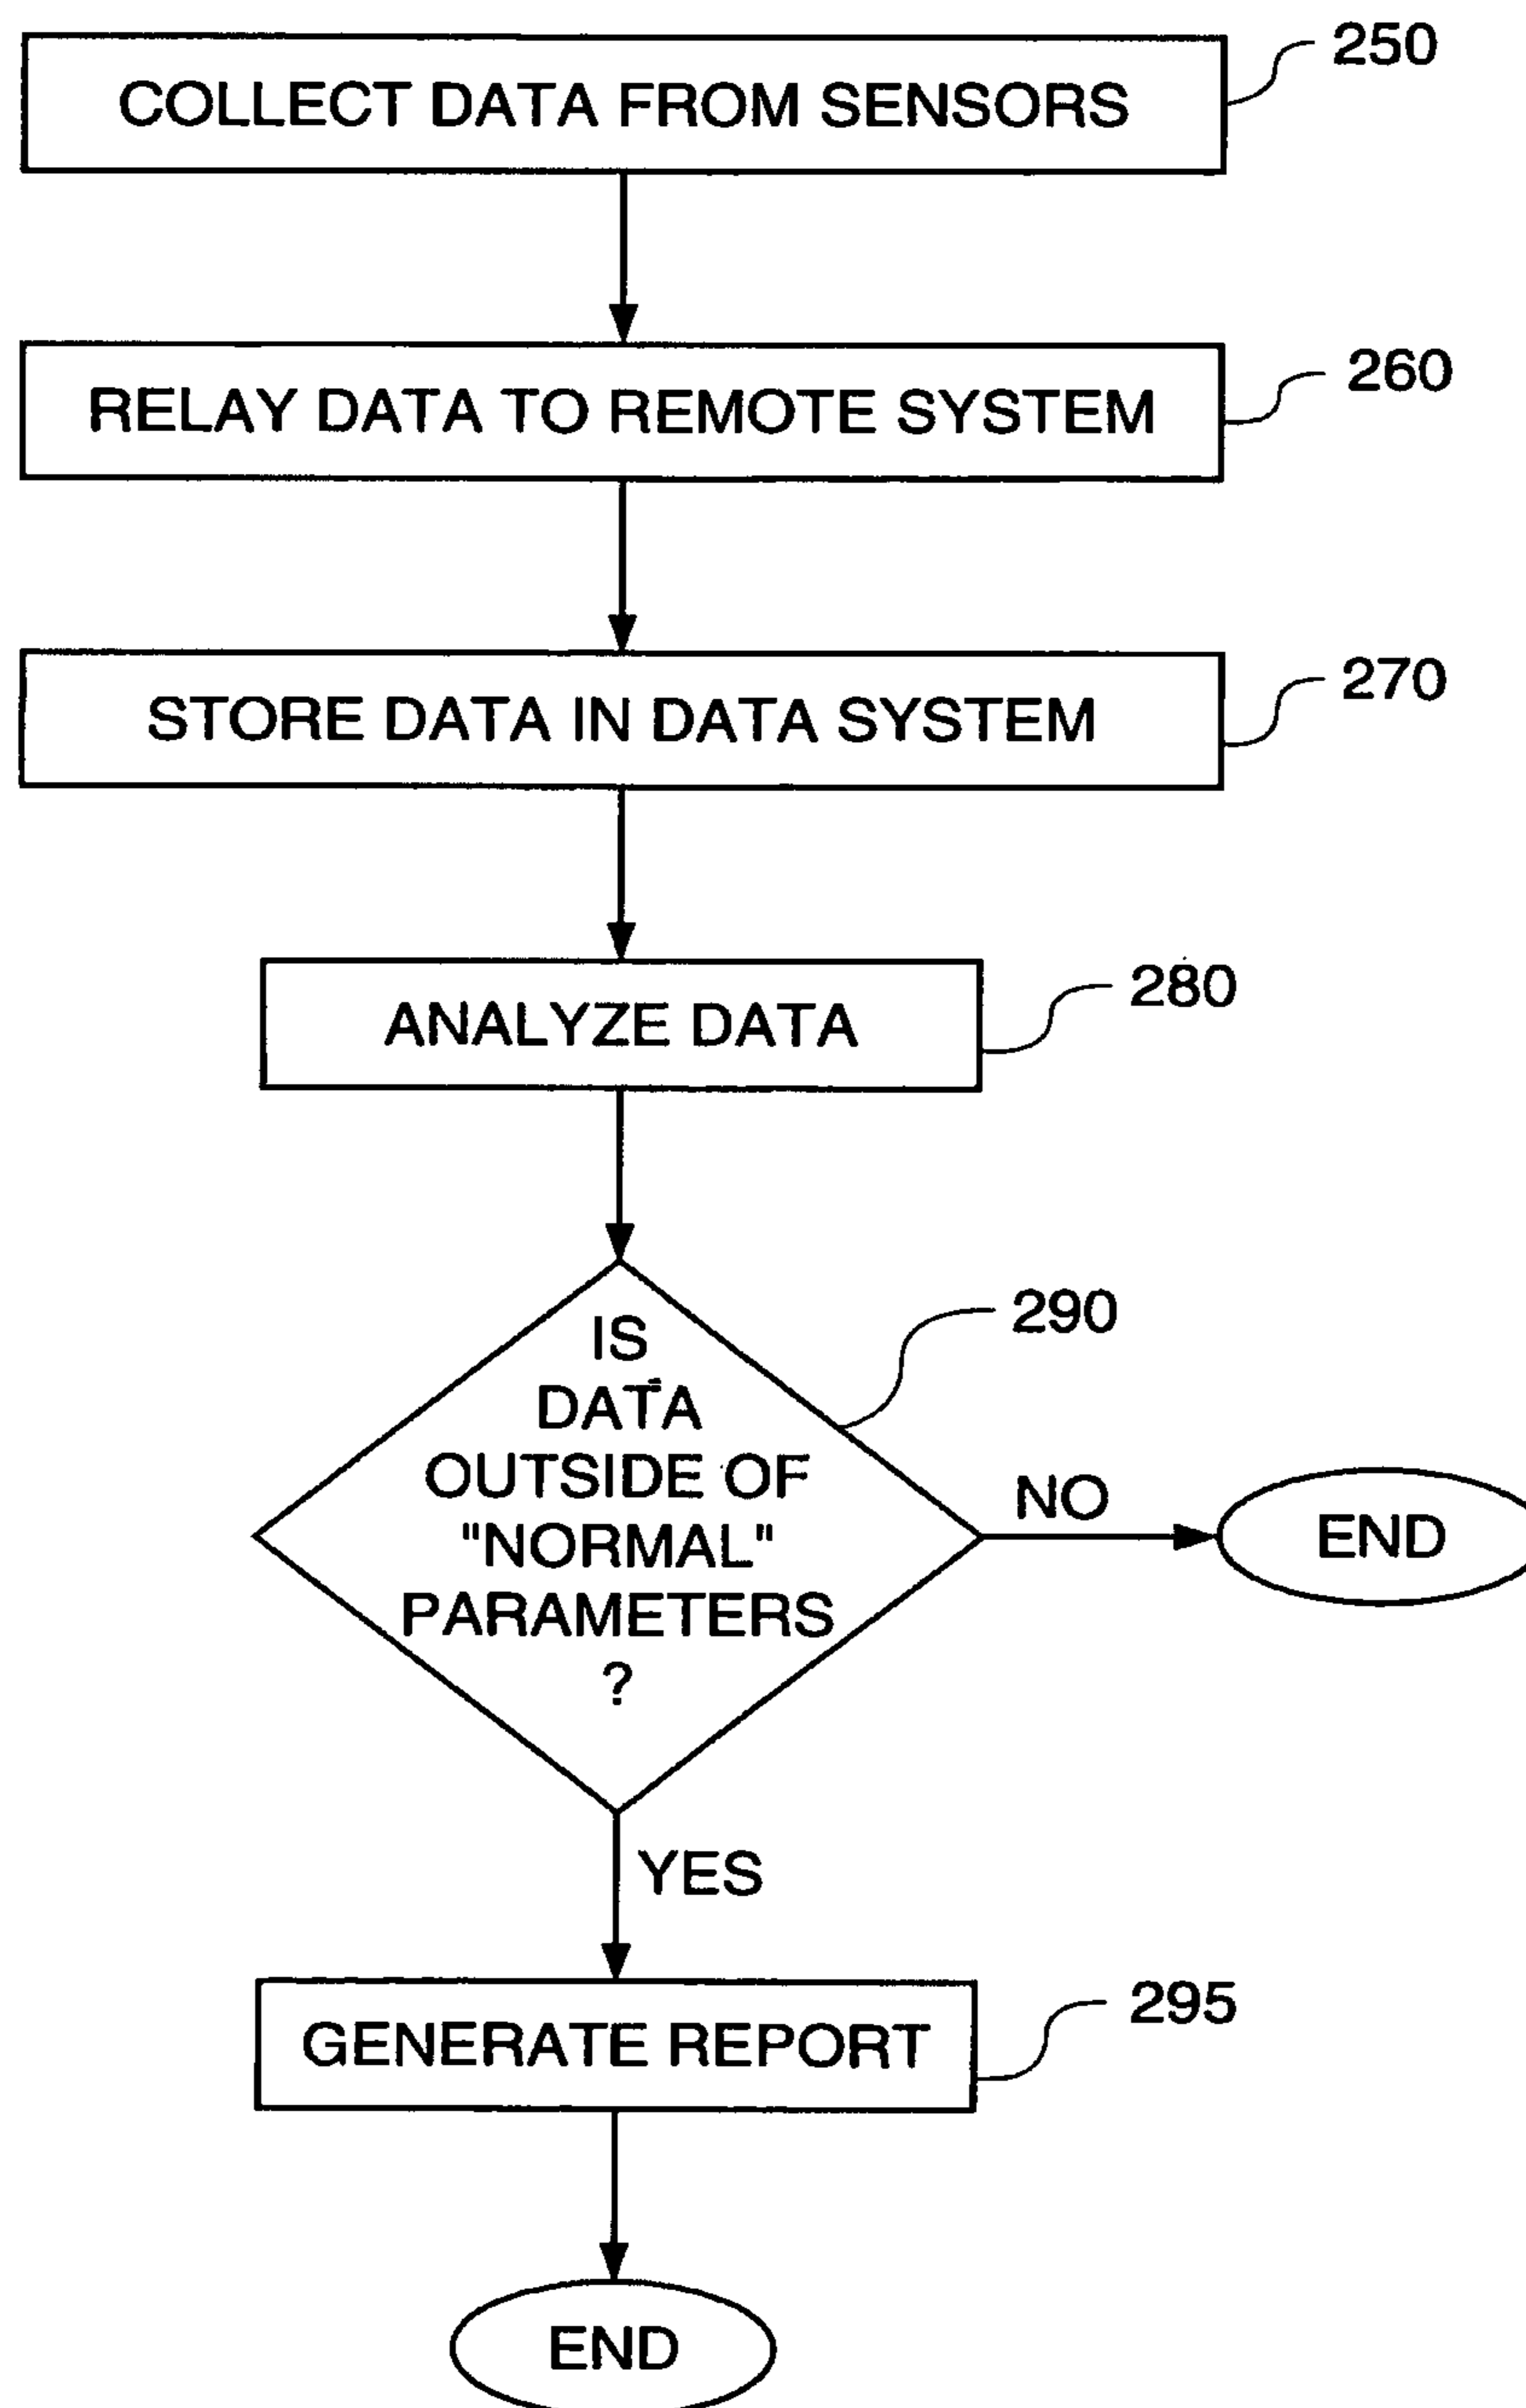 COLLECT DATA FROM SENSORS
250
RELAY DATA TO REMOTE SYSTEM
260
STORE DATA IN DATA SYSTEM
270
ANALYZE DATA
280
IS
DATA
OUTSIDE OF
"NORMAL"
PARAMETERS
?
290
NO
END
YES
GENERATE REPORT
295
END